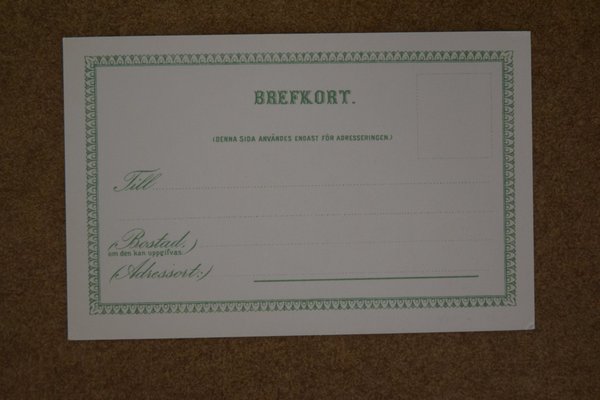 BREFKORT.
(DENNA SIDA ANVÄNDES ENDAST FÖR ADRESSERINGEN.)
Till
(Bostad.)
om den kan uppgifvas.
(Adressort:)